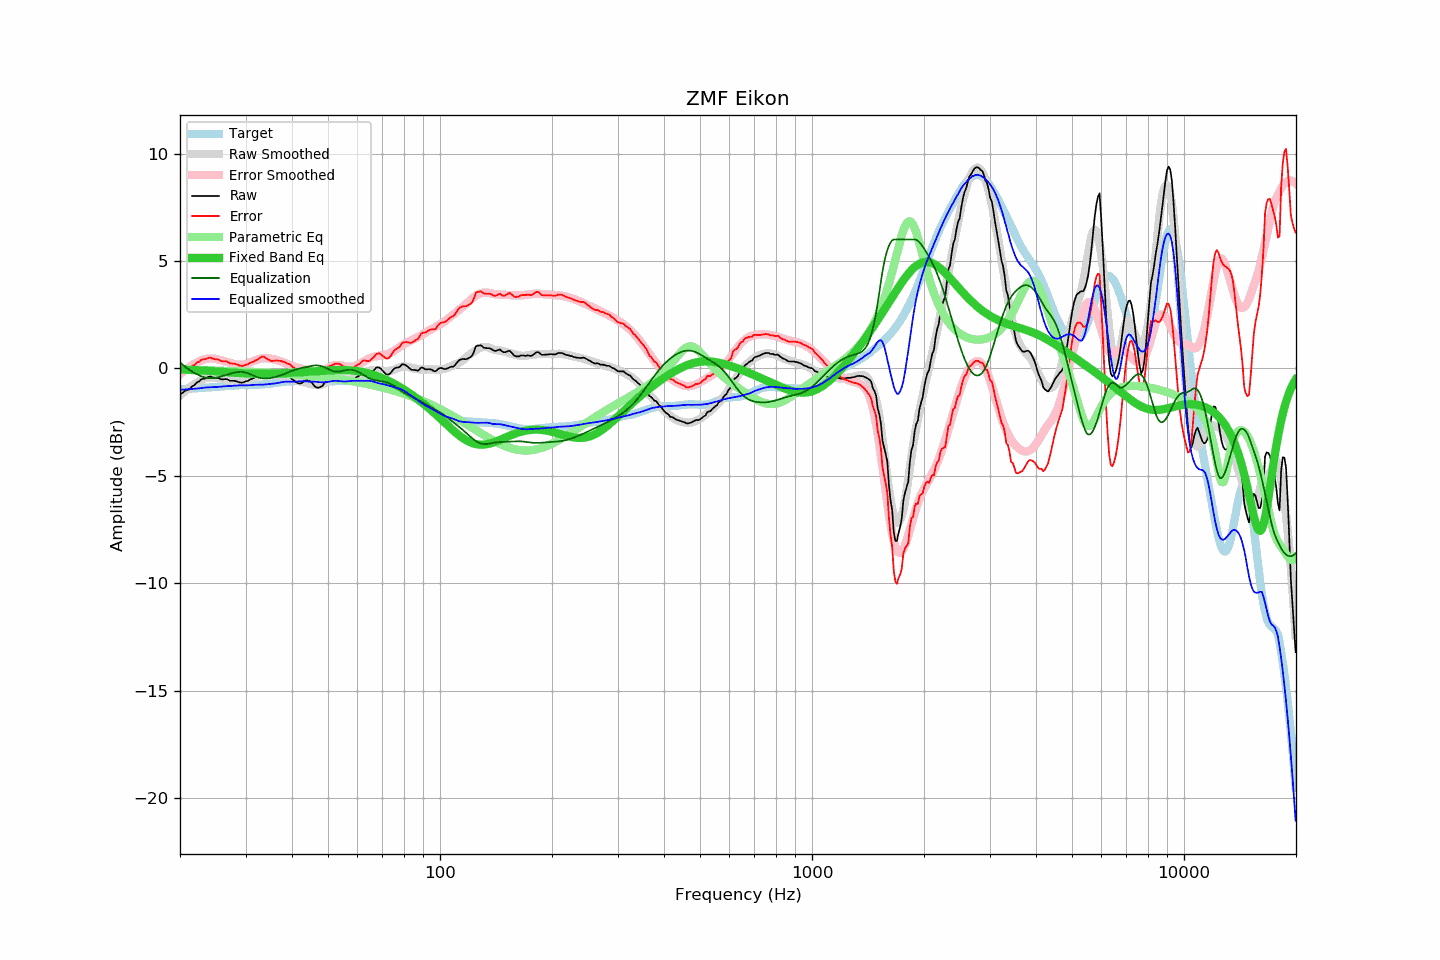 ZMF Eikon
Target
Raw Smoothed
Error Smoothed
Raw
Error
Parametric Eq
Fixed Band Eq
Equalization
Equalized smoothed
10
5
0
−5
−10
−15
−20
Amplitude (dBr)
100
1000
10000
Frequency (Hz)